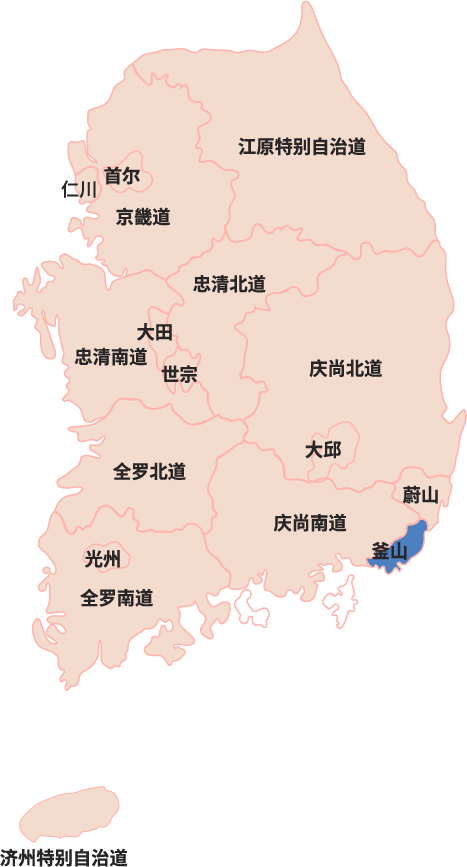 江原特别自治道
首尔
仁川
京畿道
忠清北道
大田
忠清南道
世宗
庆尚北道
大邱
全罗北道
蔚山
庆尚南道
釜山
光州
全罗南道
济州特别自治道